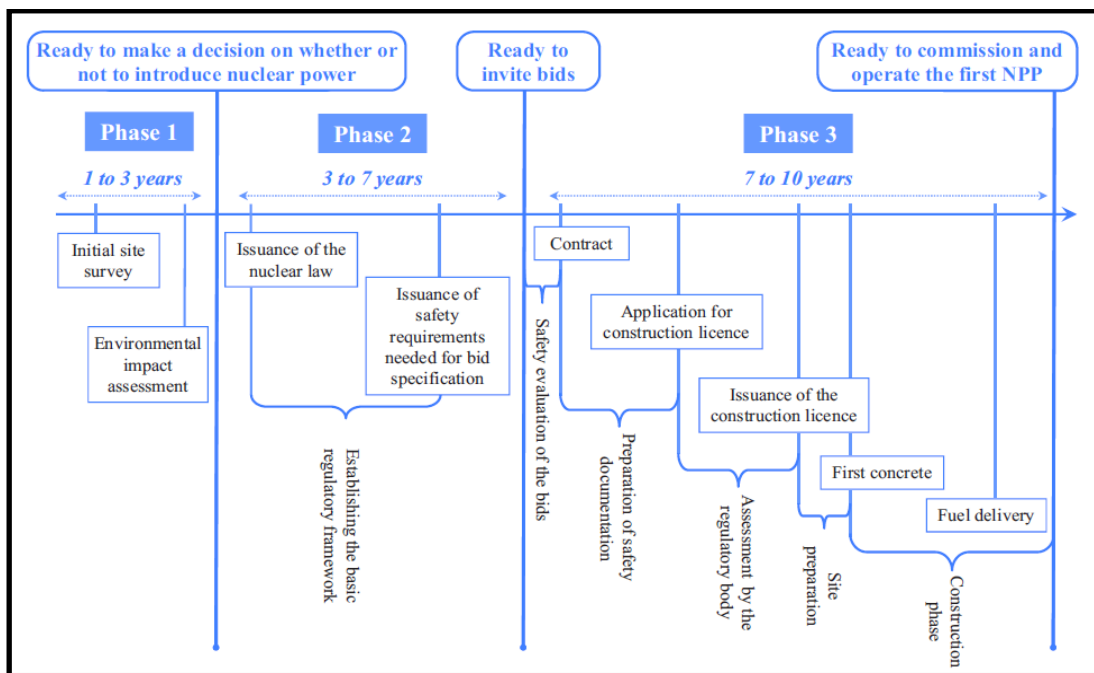 Ready to make a decision on whether or
not to introduce nuclear power
Ready to
invite bids
Ready to commission and
operate the first NPP
Phase 1
Phase 2
Phase 3
1 to 3 years
3 to 7 years
7 to 10 years
Initial site
survey
Environmental
impact
assessment
Issuance of the
nuclear law
Issuance of
safety
requirements
needed for bid
specification
Establishing the basic
regulatory framework
Contract
Safety evaluation of the bids
Application for
construction licence
Preparation of safety
documentation
Issuance of the
construction licence
Assessment by the
regulatory body
First concrete
Site
preparation
Fuel delivery
Construction
phase